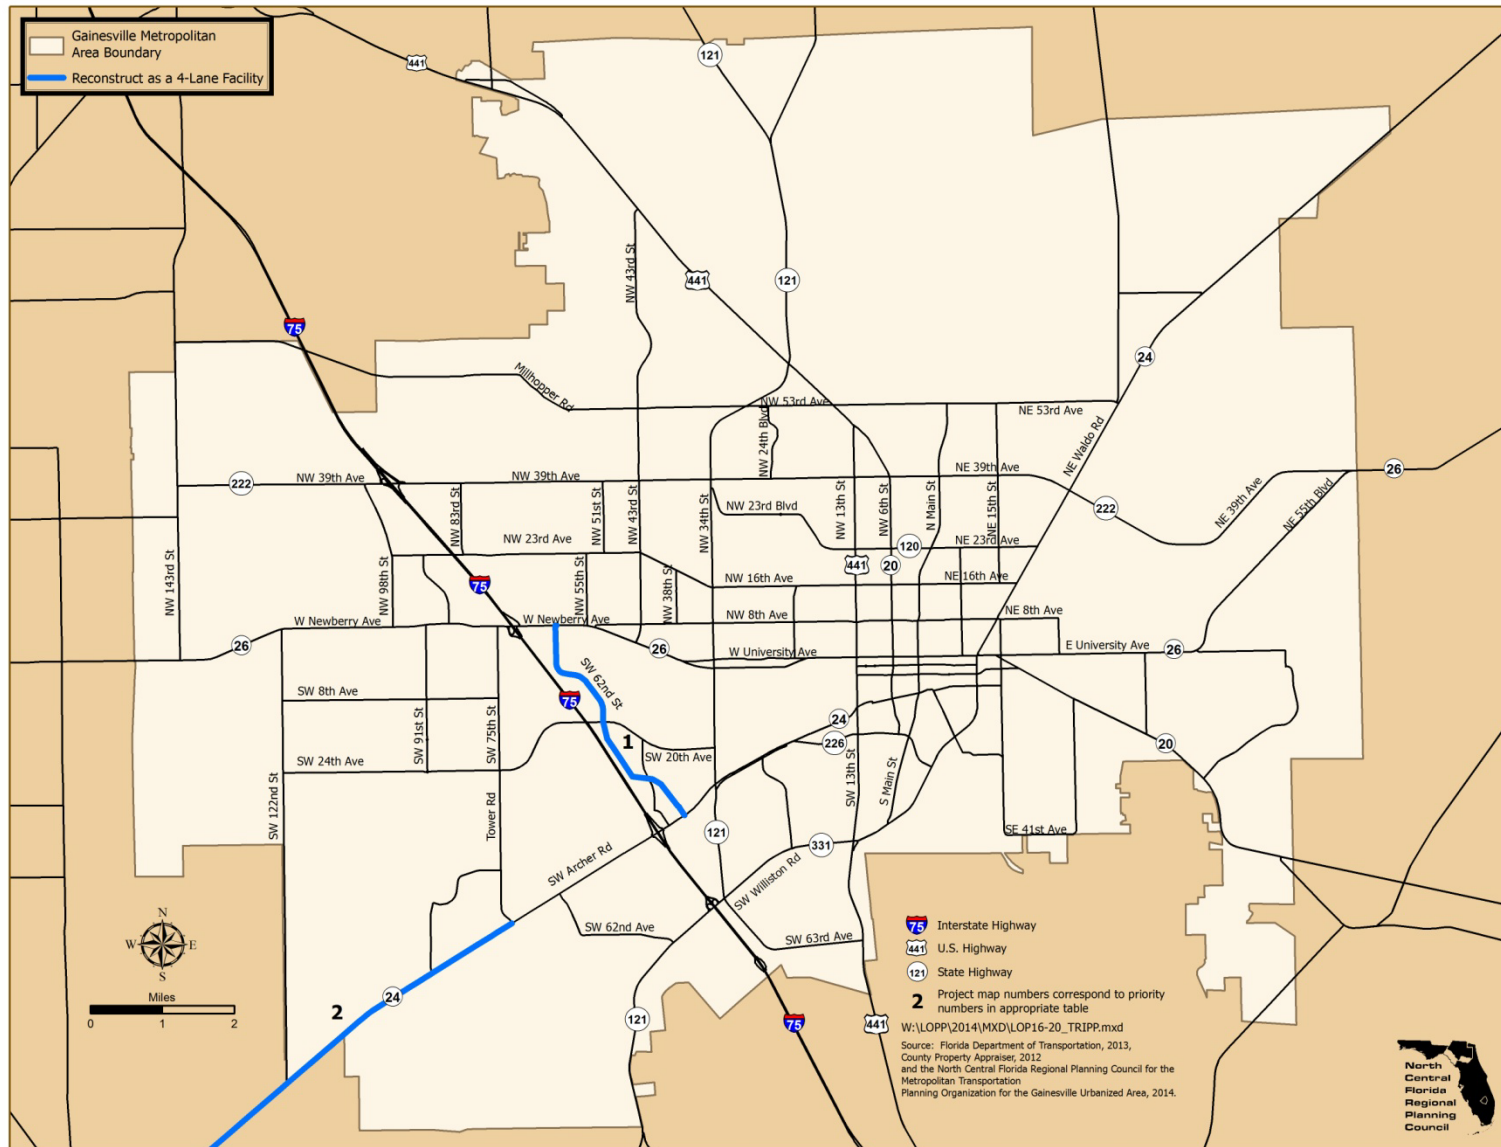 Gainesville Metropolitan
Area Boundary
Reconstruct as a 4-Lane Facility
441
121
NW 43rd St
441
121
75
24
Millhopper Rd
NW 53rd Ave
NE 53rd Ave
NW 24th Blvd
NE Waldo Rd
26
222
NW 39th Ave
NW 39th Ave
NE 39th Ave
NW 83rd St
NW 51st St
NW 43rd St
NW 34th St
NW 23rd Blvd
NW 13th St
NW 6th St
N Main St
NE 15th St
222
NE 39th Ave
NE 55th Blvd
NW 23rd Ave
120
NE 23rd Ave
441
20
NW 143rd St
NW 98th St
75
NW 55th St
NW 38th St
NW 16th Ave
NE 16th Ave
W Newberry Ave
W Newberry Ave
NW 8th Ave
NE 8th Ave
26
26
W University Ave
E University Ave
26
SW 62nd St
SW 8th Ave
75
SW 91st St
SW 75th St
24
1
226
20
SW 20th Ave
SW 24th Ave
SW 122nd St
Tower Rd
SW 13th St
S Main St
121
331
SE 41st Ave
SW Archer Rd
SW Williston Rd
SW 62nd Ave
SW 63rd Ave
24
2
121
75
441
N
W
E
S
Miles
0
1
2
75
Interstate Highway
441
U.S. Highway
121
State Highway
2
Project map numbers correspond to priority
numbers in appropriate table
W:\LOPP\2014\MXD\LOP16-20_TRIPP.mxd
Source: Florida Department of Transportation, 2013,
County Property Appraiser, 2012
and the North Central Florida Regional Planning Council for the
Metropolitan Transportation
Planning Organization for the Gainesville Urbanized Area, 2014.
North
Central
Florida
Regional
Planning
Council